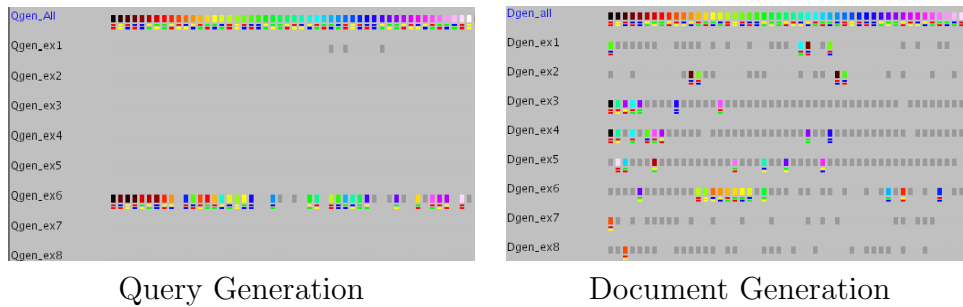 Qgen_All
Qgen_ex1
Qgen_ex2
Qgen_ex3
Qgen_ex4
Qgen_ex5
Qgen_ex6
Qgen_ex7
Qgen_ex8
Query Generation
Dgen_all
Dgen_ex1
Dgen_ex2
Dgen_ex3
Dgen_ex4
Dgen_ex5
Dgen_ex6
Dgen_ex7
Dgen_ex8
Document Generation